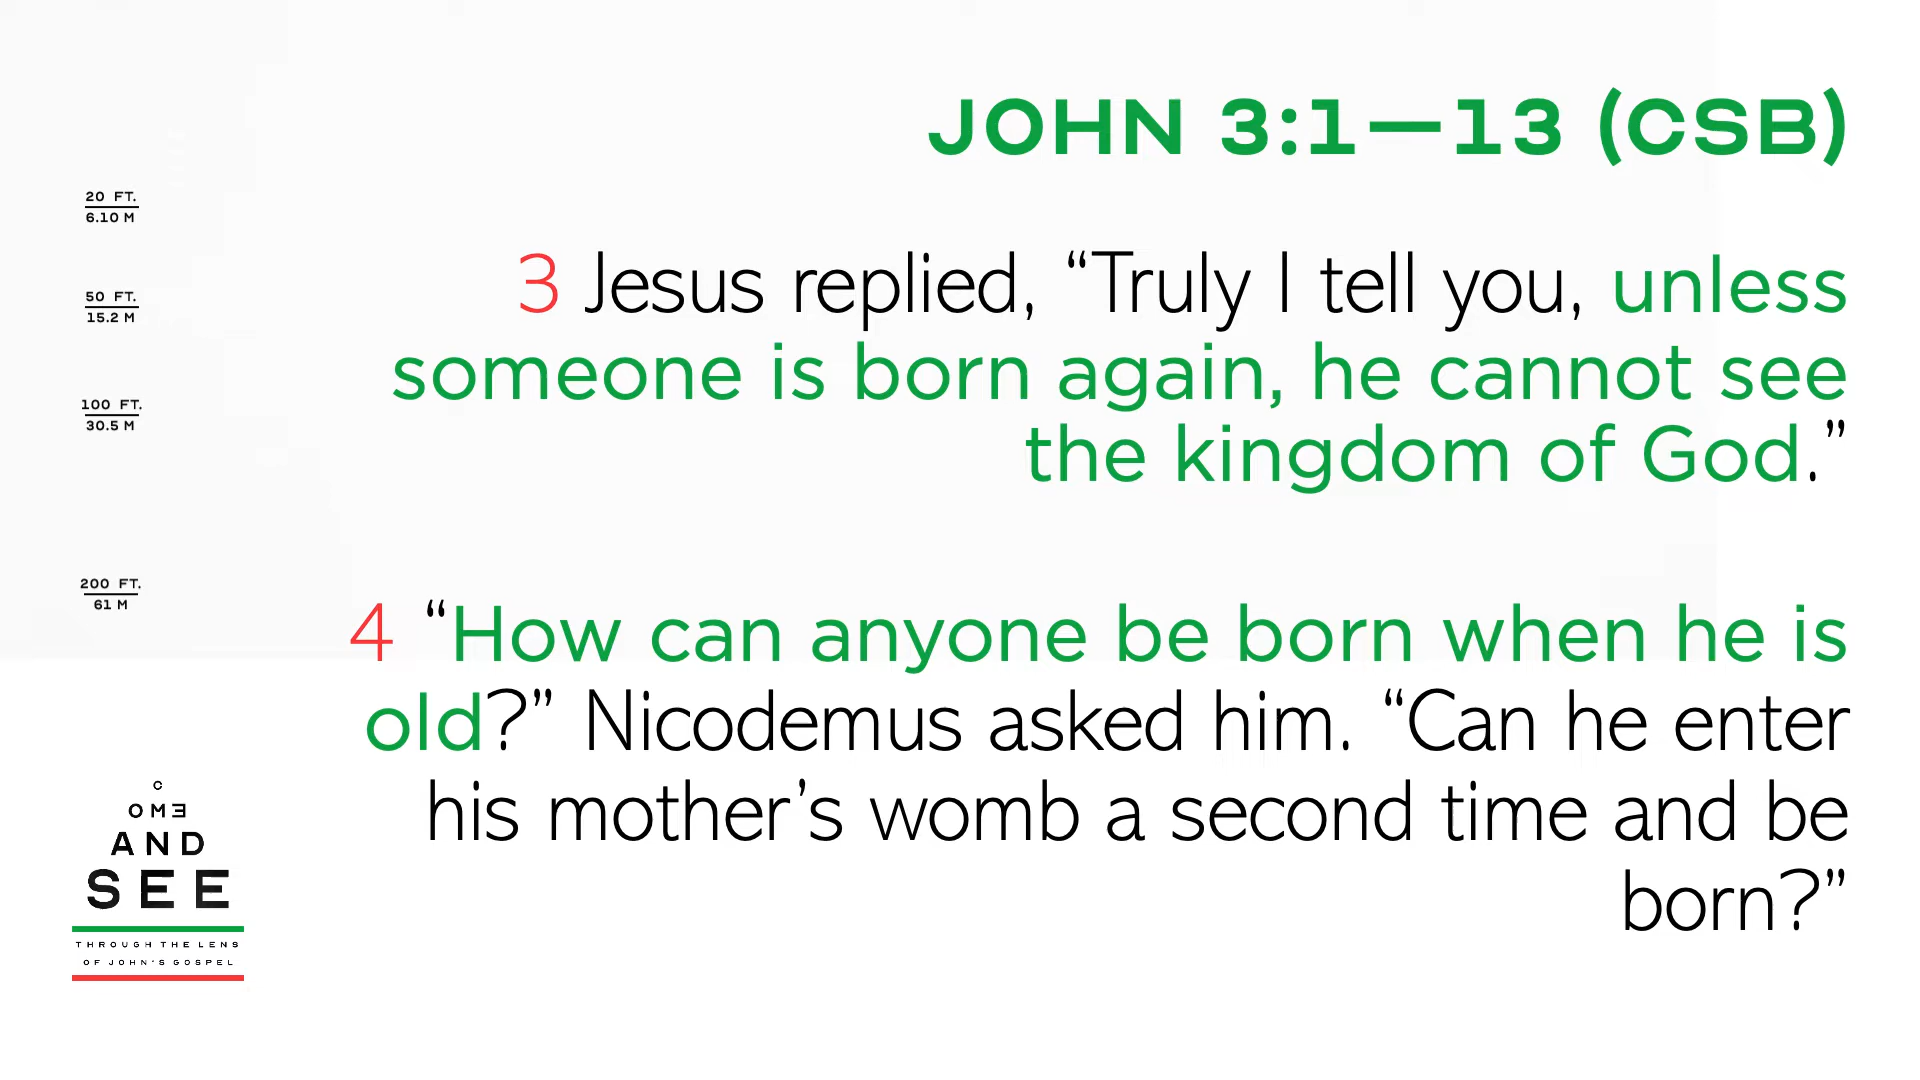 JOHN 3:1—13 (CSB)
20 FT.
6.10 M
50 FT.
15.2 M
100 FT.
30.5 M
200 FT.
61 M
3 Jesus replied, “Truly I tell you, unless
someone is born again, he cannot see
the kingdom of God.”
4 “How can anyone be born when he is
old?” Nicodemus asked him. “Can he enter
his mother’s womb a second time and be
born?”
C
OME
AND
SEE
THROUGH THE LENS
OF JOHN'S GOSPEL